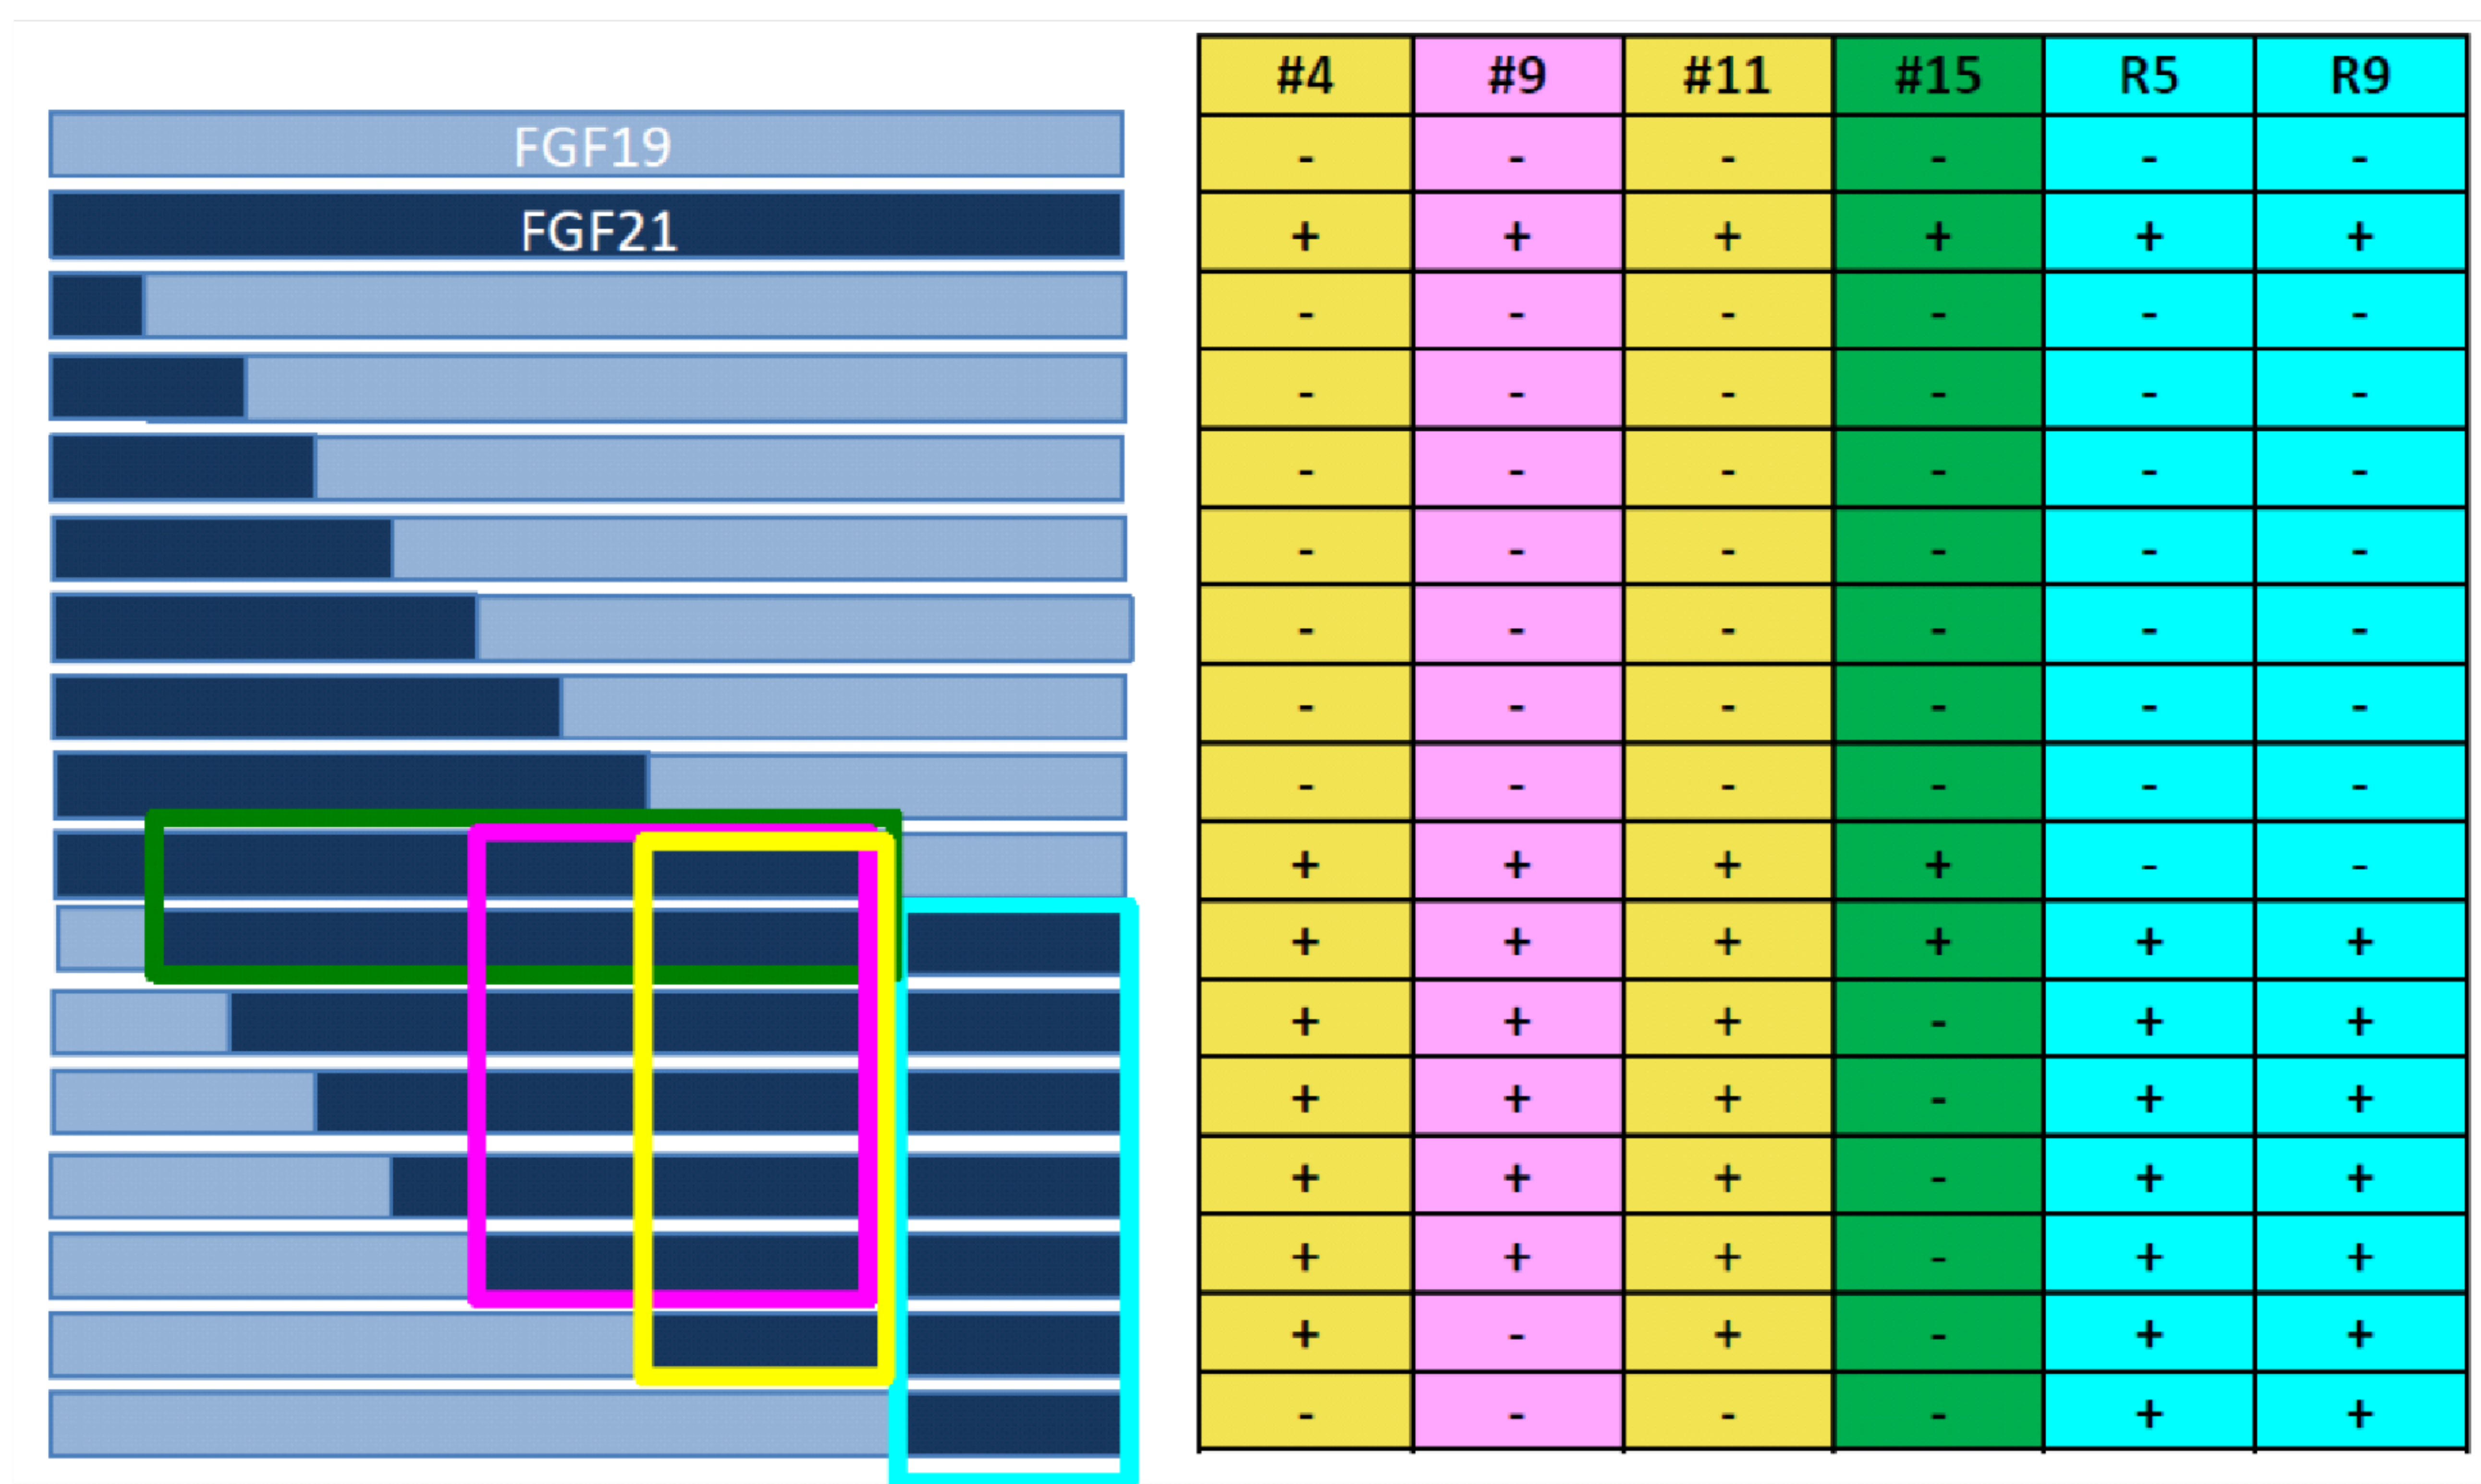 #4 #9 #11 #15 R5 R9
FGF19 - - - - - -
FGF21 + + + + + +
- - - - - -
- - - - - -
- - - - - -
- - - - - -
- - - - - -
- - - - - -
- - - - - -
+ + + + - -
+ + + + + +
+ + + - + +
+ + + - + +
+ + + - + +
+ + + - + +
+ - + - + +
- - - - + +